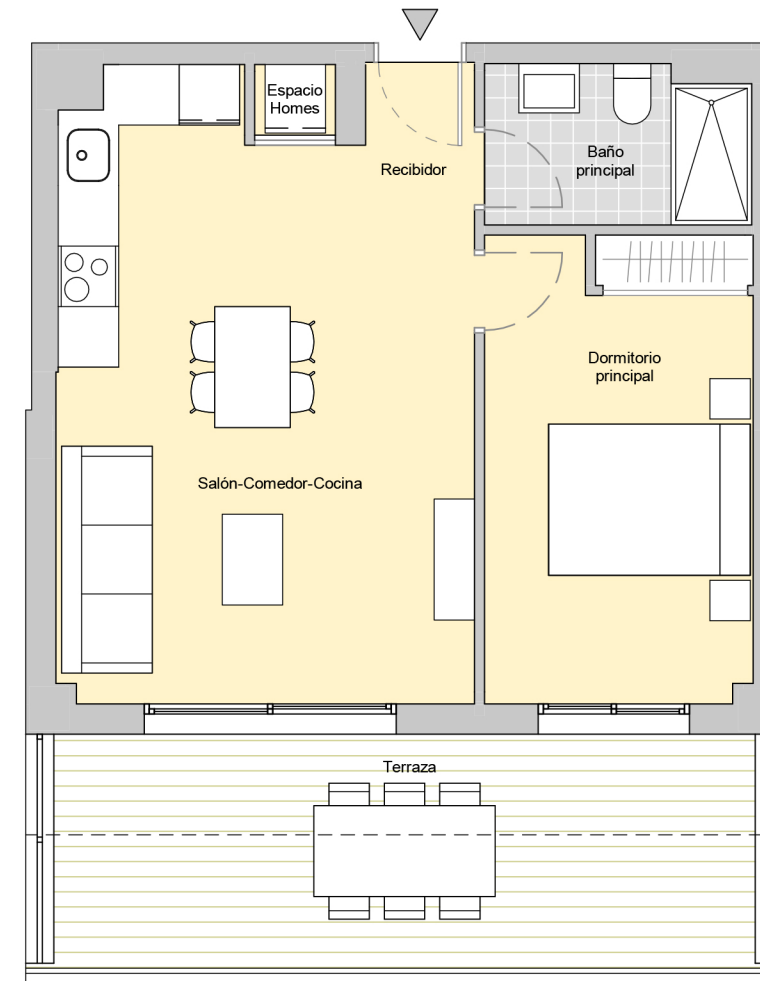 Espacio
Homes
Recibidor
Baño
principal
Dormitorio
principal
Salón-Comedor-Cocina
Terraza